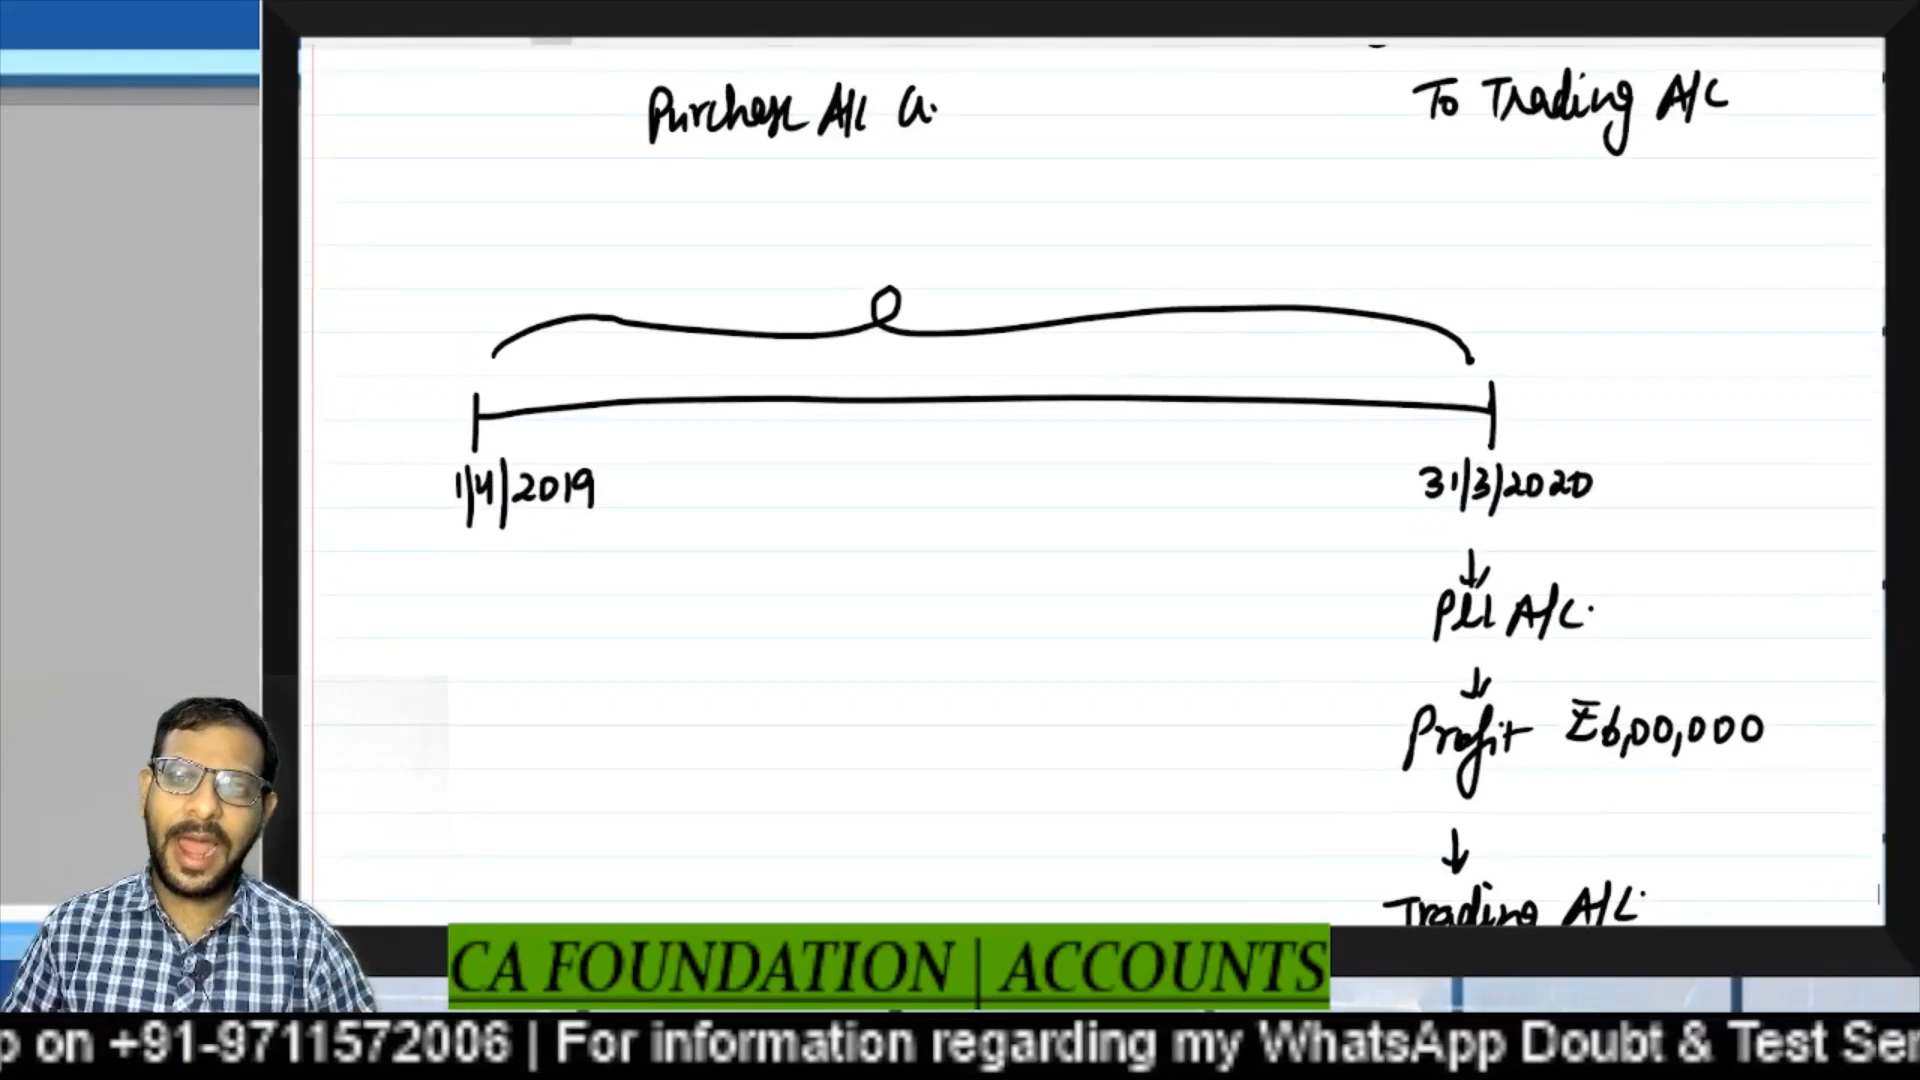 Purchase A/c Cr.
To Trading A/C
1/4/2019
31/3/2020
↓
P&L A/C.
↓
Profit ₹6,00,000
↓
Trading A/C.
CA FOUNDATION | ACCOUNTS
p on +91-9711572006 | For information regarding my WhatsApp Doubt & Test Ser